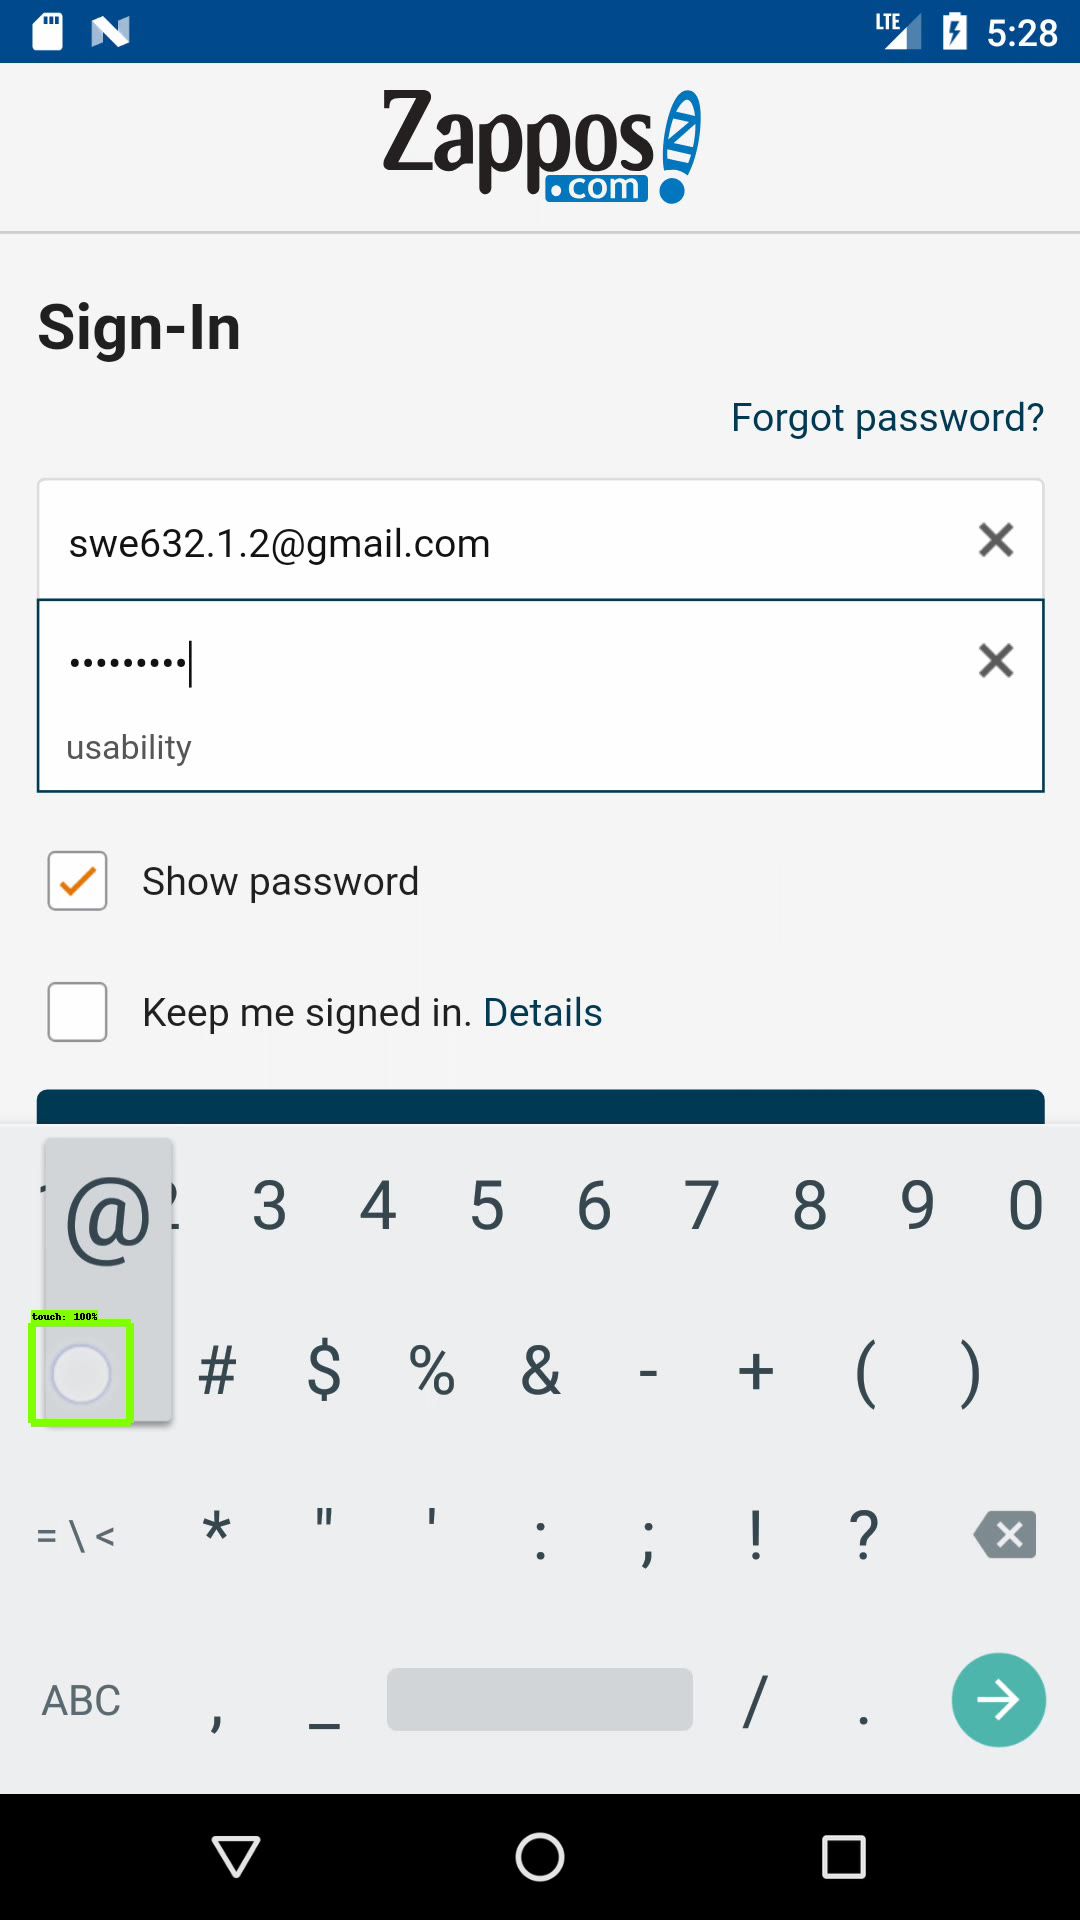 LTE 5:28
Zappos
.com
Sign-In
Forgot password?
swe632.1.2@gmail.com
•••••••••
usability
Show password
Keep me signed in. Details
@ 3 4 5 6 7 8 9 0
touch: 100%
# $ % & - + ( )
= \ < * " ' : ; ! ?
ABC , _ / .